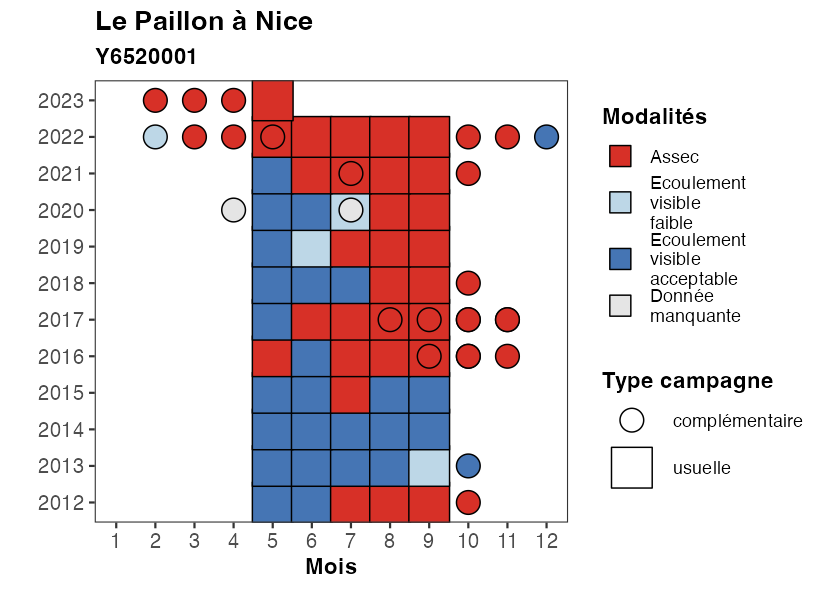 Le Paillon à Nice
Y6520001
2023
2022
2021
2020
2019
2018
2017
2016
2015
2014
2013
2012
1 2 3 4 5 6 7 8 9 10 11 12
Mois
Modalités
Assec
Ecoulement
visible
faible
Ecoulement
visible
acceptable
Donnée
manquante
Type campagne
complémentaire
usuelle